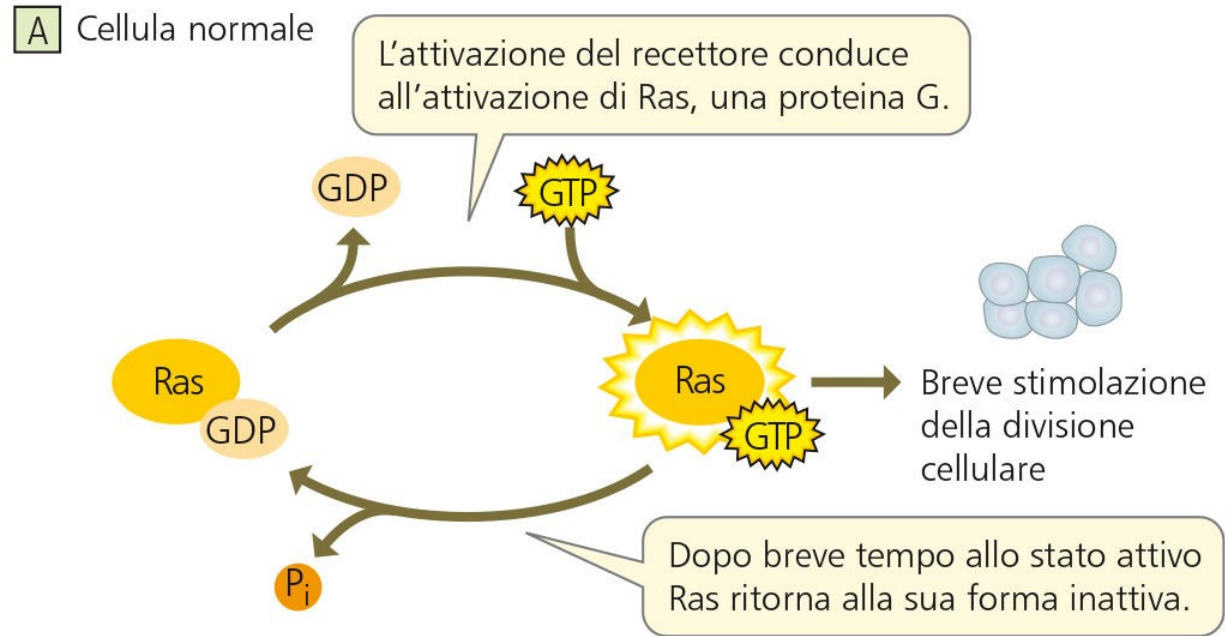 A Cellula normale
L’attivazione del recettore conduce
all’attivazione di Ras, una proteina G.
GDP
GTP
Ras
GDP
Ras
GTP
Breve stimolazione
della divisione
cellulare
Pi
Dopo breve tempo allo stato attivo
Ras ritorna alla sua forma inattiva.